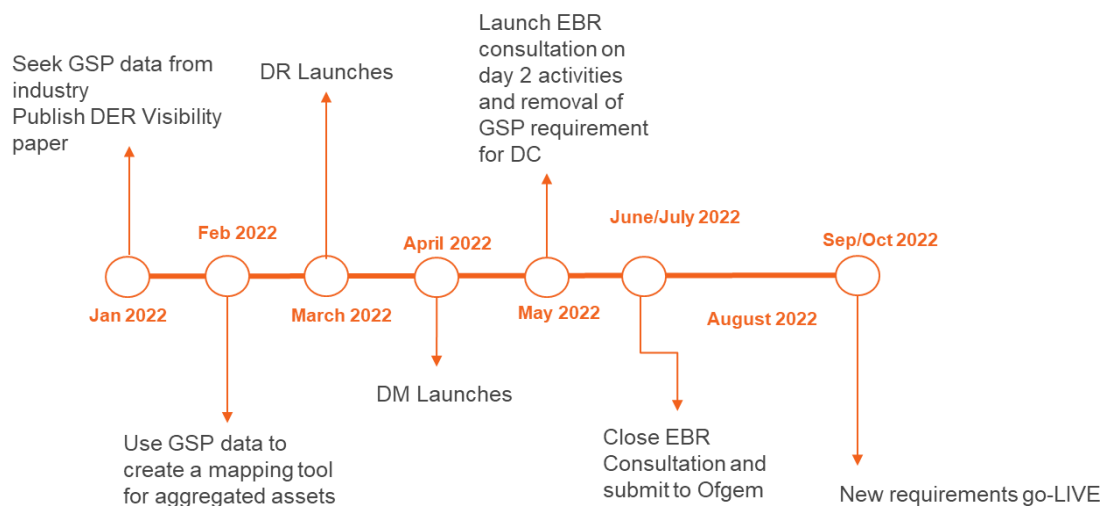 Seek GSP data from
industry
Publish DER Visibility
paper
DR Launches
Launch EBR
consultation on
day 2 activities
and removal of
GSP requirement
for DC
Feb 2022
April 2022
June/July 2022
Sep/Oct 2022
Jan 2022
March 2022
May 2022
August 2022
DM Launches
Use GSP data to
create a mapping tool
for aggregated assets
Close EBR
Consultation and
submit to Ofgem
New requirements go-LIVE